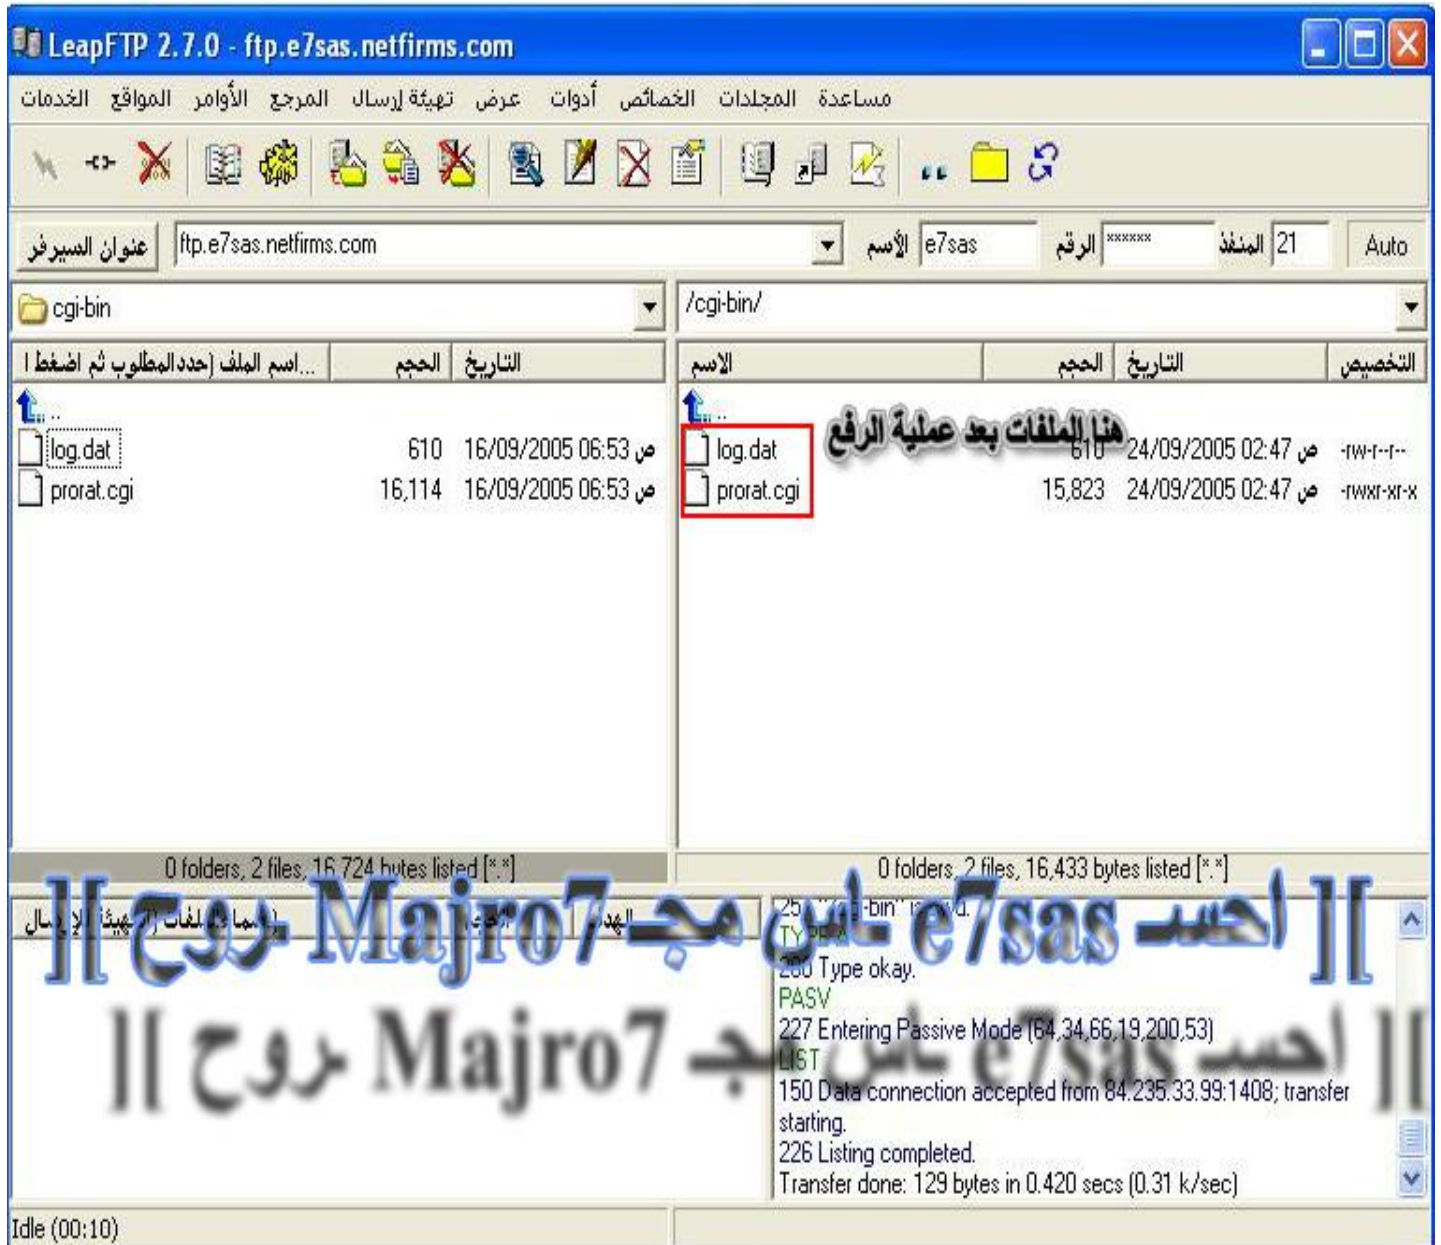 LeapFTP 2.7.0 - ftp.e7sas.netfirms.com
الخدمات المواقع الأوامر المرجع تهيئة إرسال عرض أدوات الخصائص المجلدات مساعدة
عنوان السيرفر ftp.e7sas.netfirms.com الأسم e7sas الرقم ****** المنفذ 21 Auto
cgi-bin
/cgi-bin/
اسم الملف (حددالمطلوب ثم اضغط ا... الحجم التاريخ
الاسم الحجم التاريخ التخصيص
..
log.dat 610 16/09/2005 06:53 ص
prorat.cgi 16,114 16/09/2005 06:53 ص
..
هنا الملفات بعد عملية الرفع
log.dat 610 24/09/2005 02:47 ص -rw-r--r--
prorat.cgi 15,823 24/09/2005 02:47 ص -rwxr-xr-x
0 folders, 2 files, 16,724 bytes listed [*.*]
0 folders, 2 files, 16,433 bytes listed [*.*]
][ احسـ e7sas ـاس مجـ Majro7 ـروح ][
][ احسـ e7sas ـاس مجـ Majro7 ـروح ][
200 Type okay.
PASV
227 Entering Passive Mode (64,34,66,19,200,53)
LIST
150 Data connection accepted from 84.235.33.99:1408; transfer
starting.
226 Listing completed.
Transfer done: 129 bytes in 0.420 secs (0.31 k/sec)
Idle (00:10)